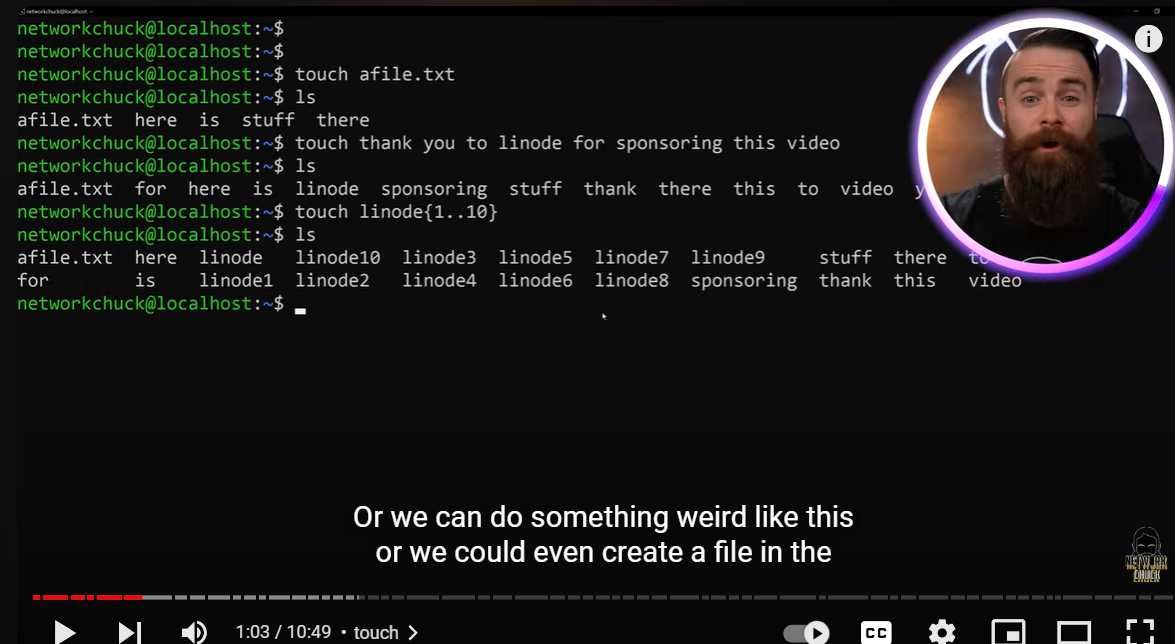 networkchuck@localhost: ~
networkchuck@localhost:~$
networkchuck@localhost:~$
networkchuck@localhost:~$ touch afile.txt
networkchuck@localhost:~$ ls
afile.txt here is stuff there
networkchuck@localhost:~$ touch thank you to linode for sponsoring this video
networkchuck@localhost:~$ ls
afile.txt for here is linode sponsoring stuff thank there this to video
networkchuck@localhost:~$ touch linode{1..10}
networkchuck@localhost:~$ ls
afile.txt here linode linode10 linode3 linode5 linode7 linode9 stuff there to
for is linode1 linode2 linode4 linode6 linode8 sponsoring thank this video
networkchuck@localhost:~$
Or we can do something weird like this
or we could even create a file in the
NETWORK
CHUCK
1:03 / 10:49 • touch >
CC